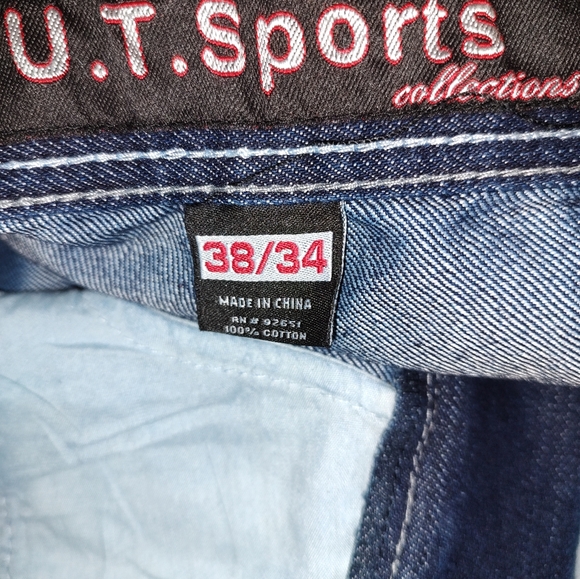 U.T.Sports
collections
38/34
MADE IN CHINA
RN # 92651
100% COTTON